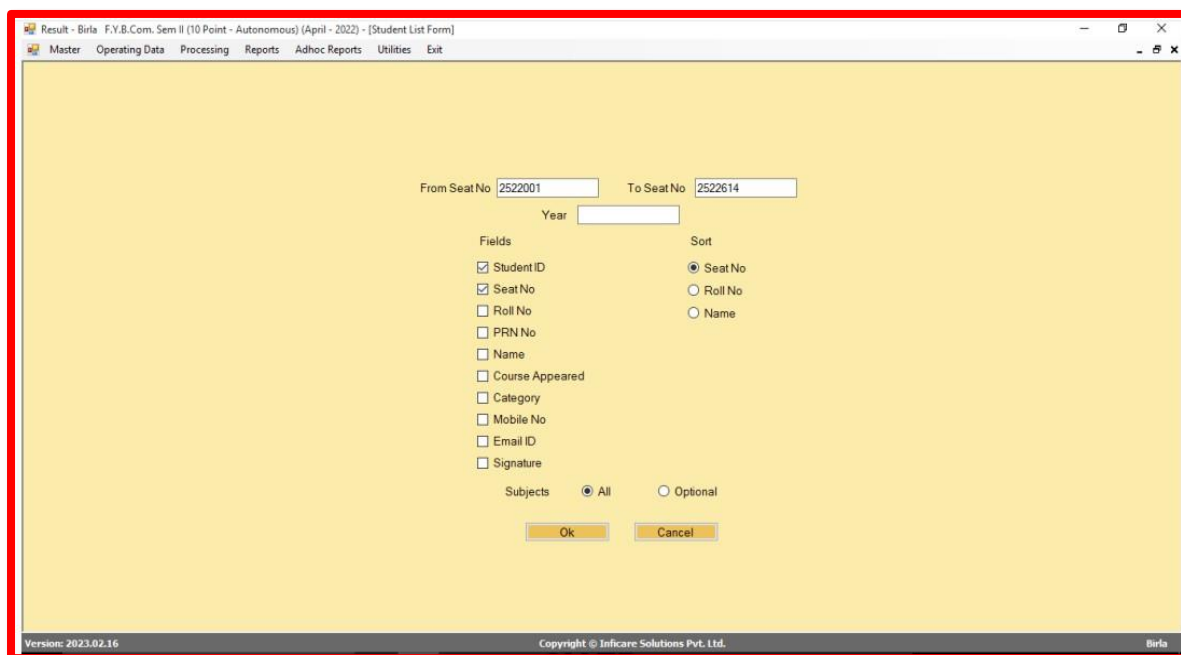 Result - Birla F.Y.B.Com. Sem II (10 Point - Autonomous) (April - 2022) - [Student List Form]
Master Operating Data Processing Reports Adhoc Reports Utilities Exit
From Seat No 2522001 To Seat No 2522614
Year
Fields Sort
Student ID Seat No
Seat No Roll No
Roll No Name
PRN No
Name
Course Appeared
Category
Mobile No
Email ID
Signature
Subjects All Optional
Ok Cancel
Version: 2023.02.16 Copyright © Inficare Solutions Pvt. Ltd. Birla